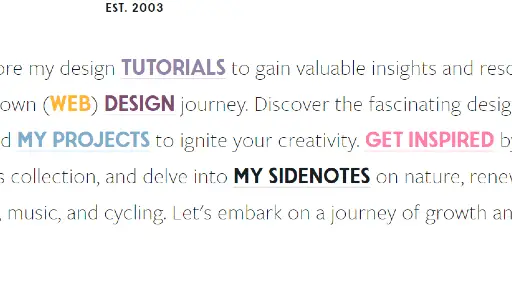 EST. 2003
ore my design TUTORIALS to gain valuable insights and reso
own (WEB) DESIGN journey. Discover the fascinating desig
d MY PROJECTS to ignite your creativity. GET INSPIRED by
s collection, and delve into MY SIDENOTES on nature, rene
, music, and cycling. Let's embark on a journey of growth an